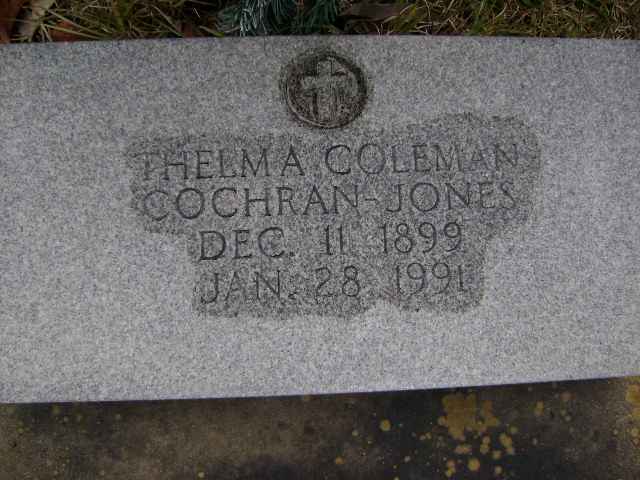 THELMA COLEMAN
COCHRAN-JONES
DEC. 11 1899
JAN. 28 1991